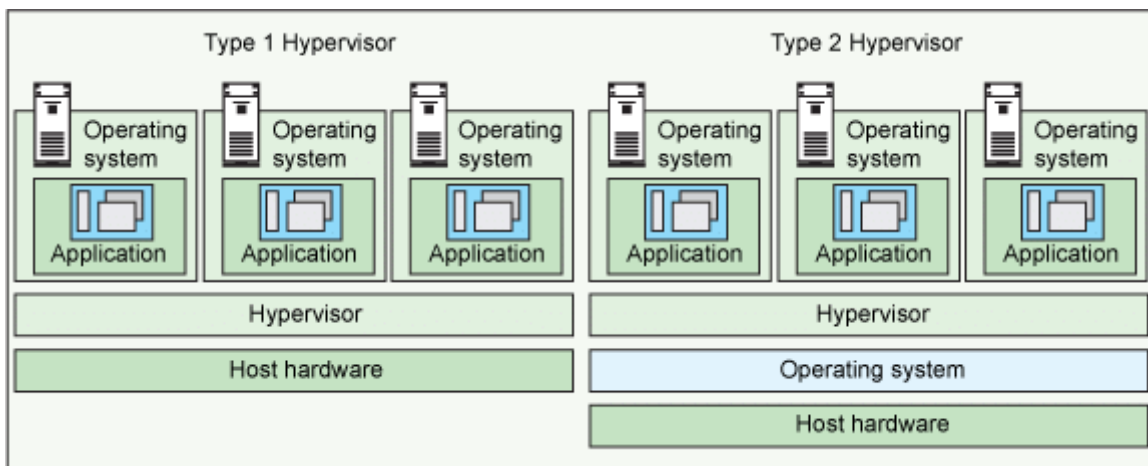 Type 1 Hypervisor
Operating
system
Application
Operating
system
Application
Operating
system
Application
Hypervisor
Host hardware
Type 2 Hypervisor
Operating
system
Application
Operating
system
Application
Operating
system
Application
Hypervisor
Operating system
Host hardware